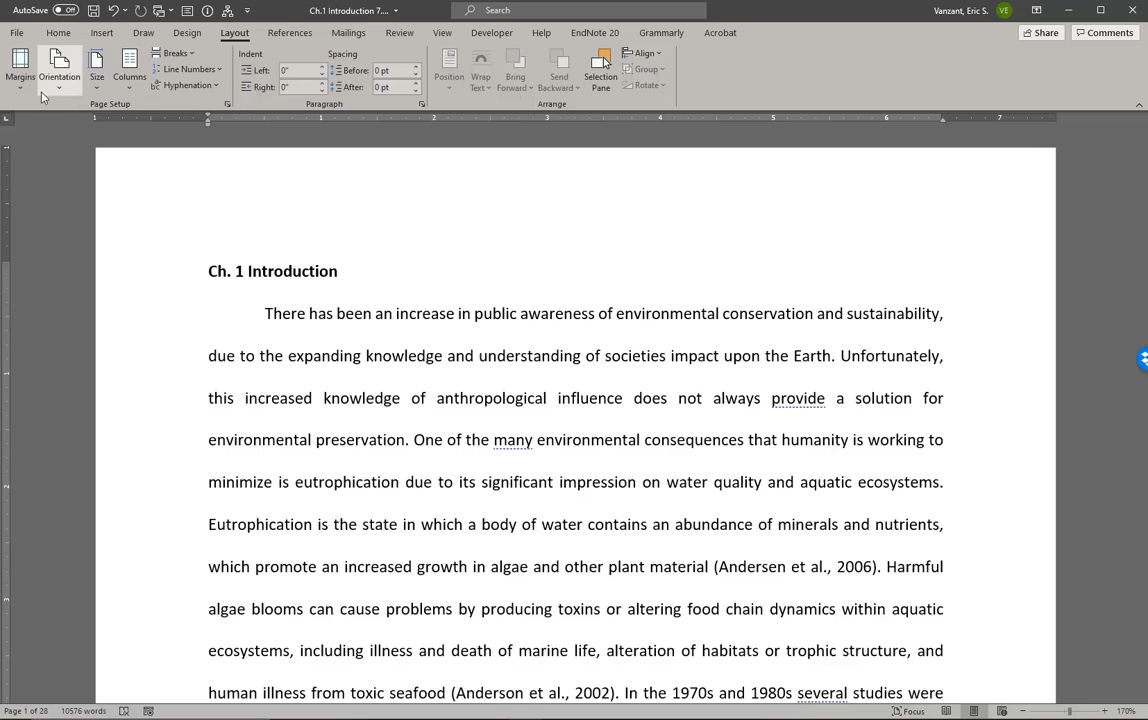 AutoSave Off Ch.1 Introduction 7... Search Vanzant, Eric S. VE
File Home Insert Draw Design Layout References Mailings Review View Developer Help EndNote 20 Grammarly Acrobat Share Comments
Margins Orientation Size Columns Breaks Line Numbers Hyphenation
Page Setup
Indent Spacing
Left: 0" Before: 0 pt
Right: 0" After: 0 pt
Paragraph
Position Wrap Text Bring Forward Send Backward Selection Pane Align Group Rotate
Arrange
1 1 2 3 4 5 6 7
Ch. 1 Introduction
There has been an increase in public awareness of environmental conservation and sustainability,
due to the expanding knowledge and understanding of societies impact upon the Earth. Unfortunately,
this increased knowledge of anthropological influence does not always provide a solution for
environmental preservation. One of the many environmental consequences that humanity is working to
minimize is eutrophication due to its significant impression on water quality and aquatic ecosystems.
Eutrophication is the state in which a body of water contains an abundance of minerals and nutrients,
which promote an increased growth in algae and other plant material (Andersen et al., 2006). Harmful
algae blooms can cause problems by producing toxins or altering food chain dynamics within aquatic
ecosystems, including illness and death of marine life, alteration of habitats or trophic structure, and
human illness from toxic seafood (Anderson et al., 2002). In the 1970s and 1980s several studies were
Page 1 of 28 10576 words Focus 170%